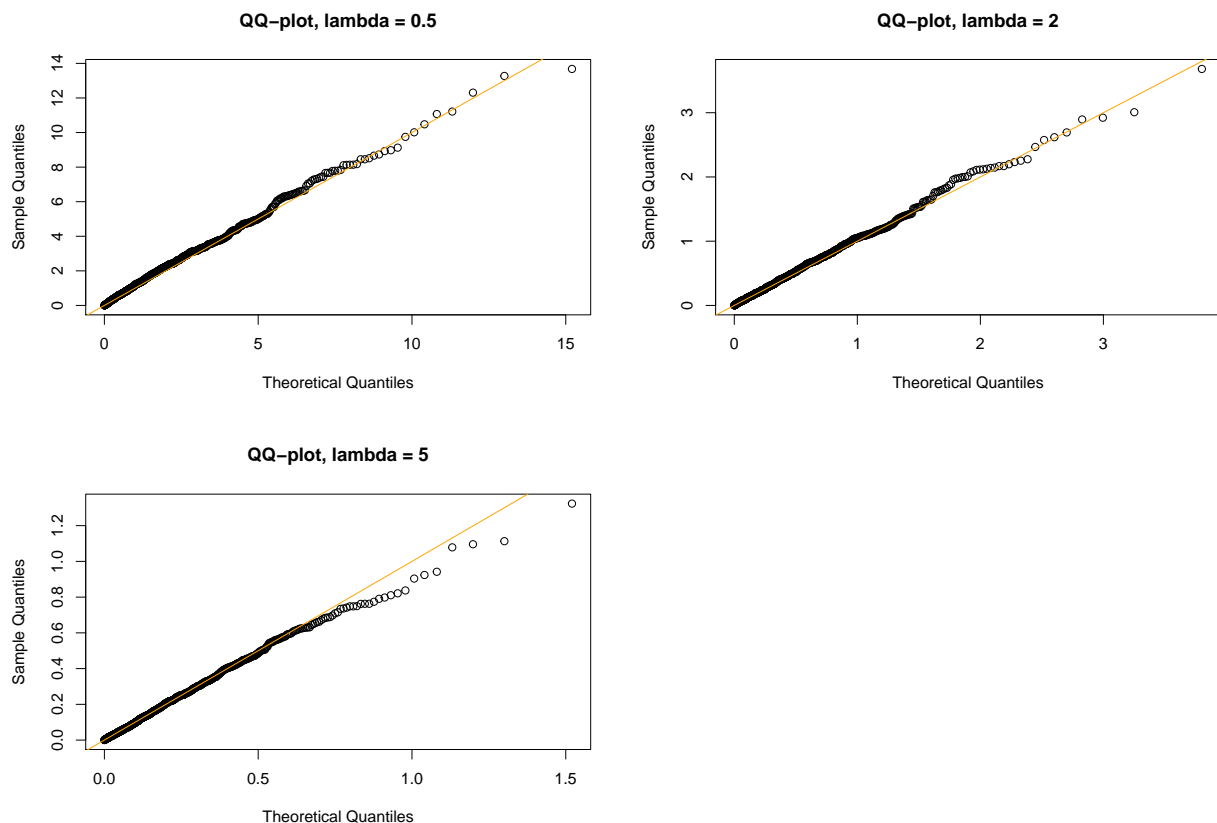 QQ−plot, lambda = 0.5
Sample Quantiles
0 2 4 6 8 10 12 14
0 5 10 15
Theoretical Quantiles
QQ−plot, lambda = 2
Sample Quantiles
0 1 2 3
0 1 2 3
Theoretical Quantiles
QQ−plot, lambda = 5
Sample Quantiles
0.0 0.2 0.4 0.6 0.8 1.0 1.2
0.0 0.5 1.0 1.5
Theoretical Quantiles